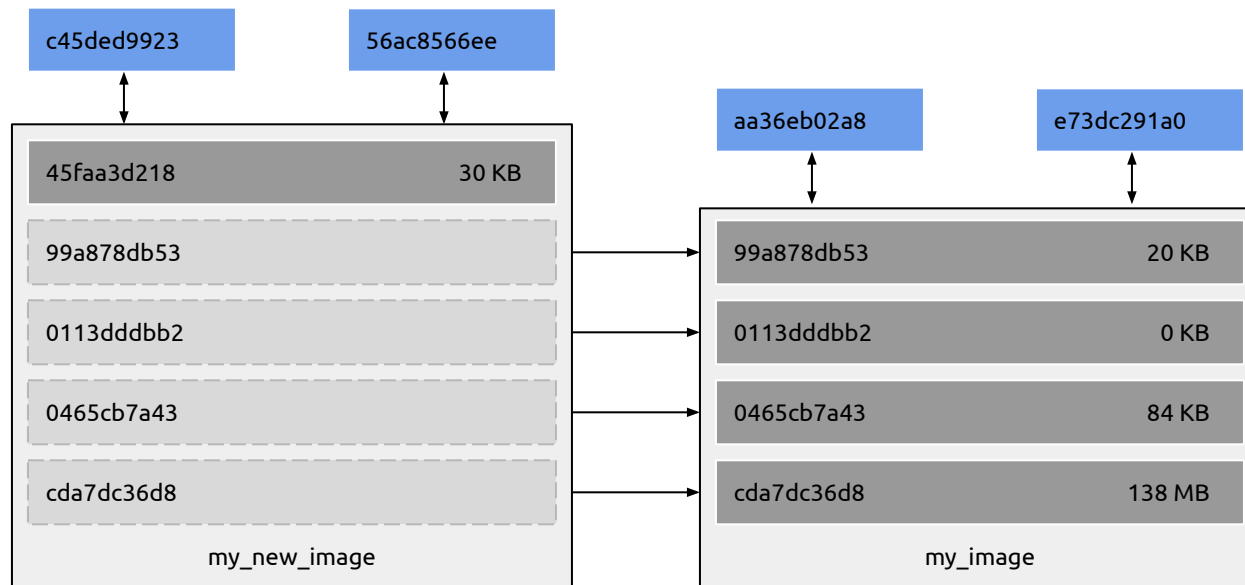 c45ded9923
56ac8566ee
aa36eb02a8
e73dc291a0
45faa3d218 30 KB
99a878db53
0113dddbb2
0465cb7a43
cda7dc36d8
my_new_image
99a878db53 20 KB
0113dddbb2 0 KB
0465cb7a43 84 KB
cda7dc36d8 138 MB
my_image